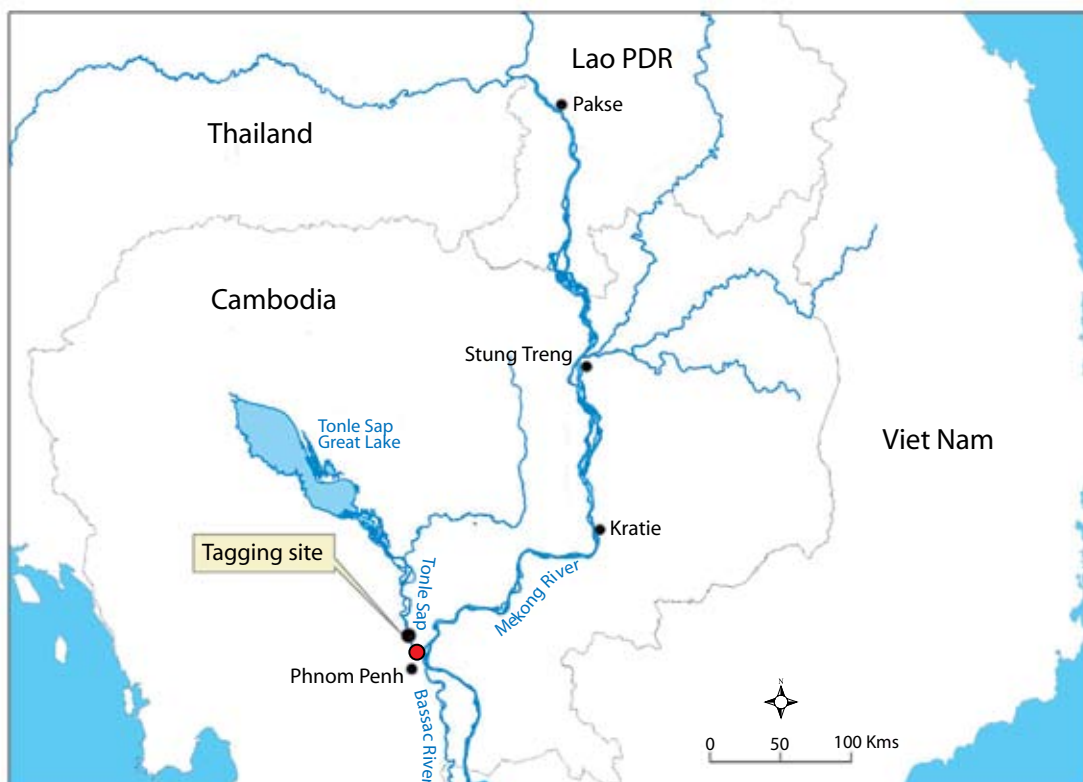 Lao PDR
Pakse
Thailand
Cambodia
Stung Treng
Tonle Sap
Great Lake
Viet Nam
Kratie
Tagging site
Tonle Sap
Mekong River
Phnom Penh
Bassac River
N
0 50 100 Kms